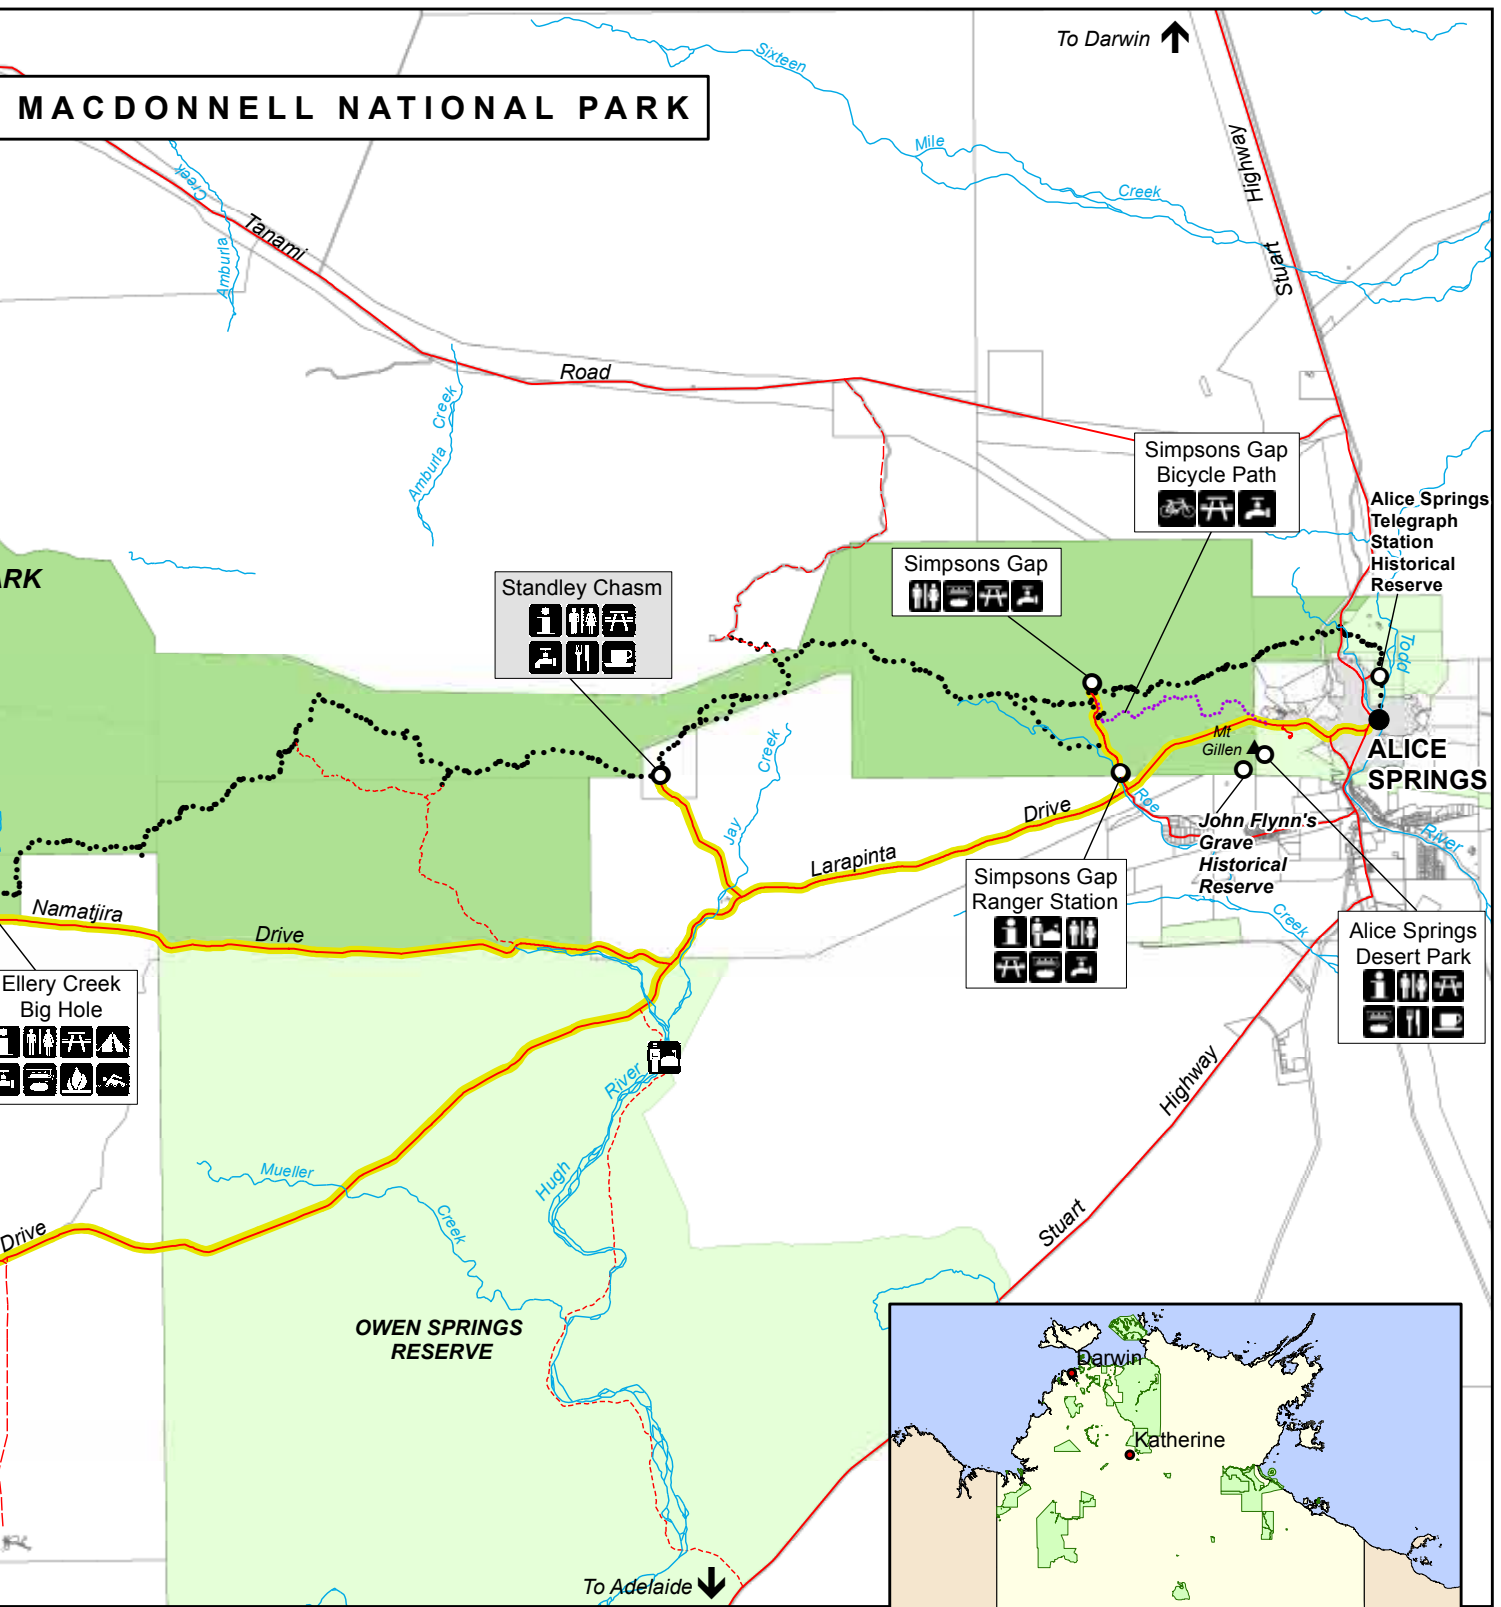 To Darwin
MACDONNELL NATIONAL PARK
Sixteen
Mile
Creek
Highway
Stuart
Creek
Amburla
Tanami
Road
Creek
Amburla
Simpsons Gap
Bicycle Path
Alice Springs
Telegraph
Station
Historical
Reserve
ARK
Simpsons Gap
Standley Chasm
Todd
Mt
Gillen
ALICE
SPRINGS
Creek
Jay
Roe
Drive
Larapinta
John Flynn's
Grave
Historical
Reserve
River
Simpsons Gap
Ranger Station
Creek
Alice Springs
Desert Park
Namatjira
Drive
Ellery Creek
Big Hole
River
Hugh
Highway
Stuart
Mueller
Creek
Drive
OWEN SPRINGS
RESERVE
Darwin
Katherine
To Adelaide